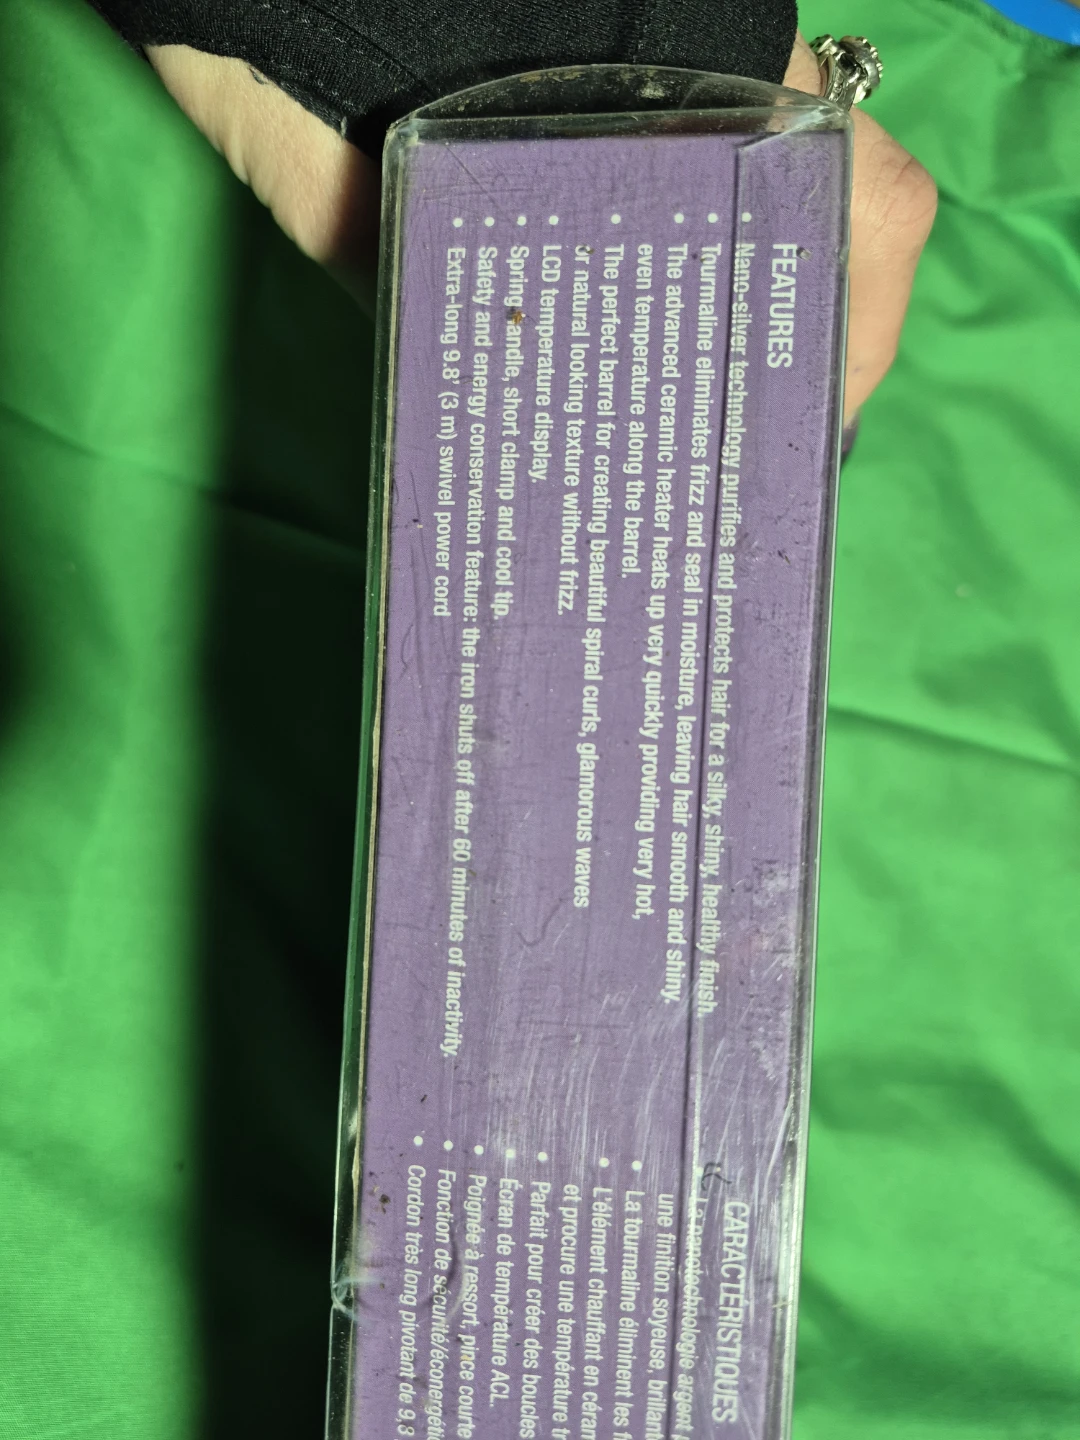 FEATURES
• Nano-silver technology purifies and protects hair for a silky, shiny, healthy finish.
• Tourmaline eliminates frizz and seal in moisture, leaving hair smooth and shiny.
• The advanced ceramic heater heats up very quickly providing very hot,
even temperature along the barrel.
• The perfect barrel for creating beautiful spiral curls, glamorous waves
or natural looking texture without frizz.
• LCD temperature display.
• Spring handle, short clamp and cool tip.
• Safety and energy conservation feature: the iron shuts off after 60 minutes of inactivity.
• Extra-long 9.8' (3 m) swivel power cord
CARACTÉRISTIQUES
• La nanotechnologie argent
une finition soyeuse, brillant
• La tourmaline éliminent les
• L'élément chauffant en
et procure une température
• Parfait pour créer des boucles
• Écran de température ACL.
• Poignée à ressort, pince courte
• Fonction de
• Cordon très long pivotant de 9,8